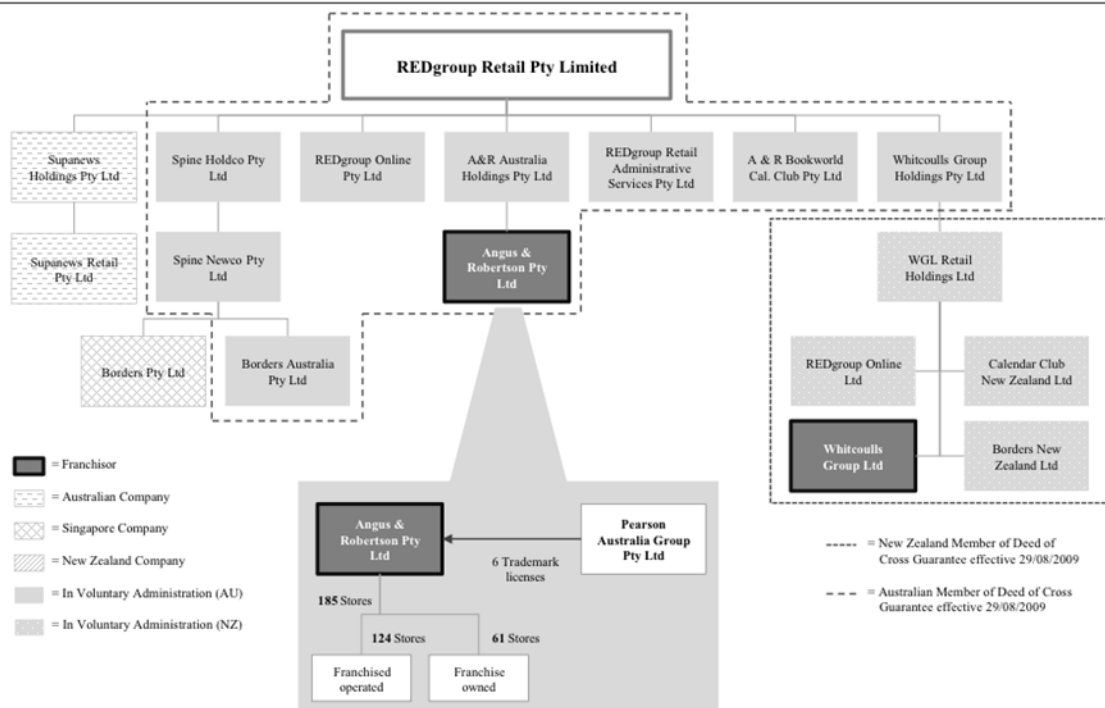 REDgroup Retail Pty Limited
Supanews
Holdings Pty Ltd
Spine Holdco Pty
Ltd
REDgroup Online
Pty Ltd
A&R Australia
Holdings Pty Ltd
REDgroup Retail
Administrative
Services Pty Ltd
A & R Bookworld
Cal. Club Pty Ltd
Whitcoulls Group
Holdings Pty Ltd
Supanews Retail
Pty Ltd
Spine Newco Pty
Ltd
Angus &
Robertson Pty
Ltd
WGL Retail
Holdings Ltd
Borders Pty Ltd
Borders Australia
Pty Ltd
REDgroup Online
Ltd
Calendar Club
New Zealand Ltd
Whitcoulls
Group Ltd
Borders New
Zealand Ltd
= Franchisor
= Australian Company
= Singapore Company
= New Zealand Company
= In Voluntary Administration (AU)
= In Voluntary Administration (NZ)
Angus &
Robertson Pty
Ltd
Pearson
Australia Group
Pty Ltd
6 Trademark
licenses
185 Stores
124 Stores
61 Stores
Franchised
operated
Franchise
owned
= New Zealand Member of Deed of
Cross Guarantee effective 29/08/2009
= Australian Member of Deed of Cross
Guarantee effective 29/08/2009